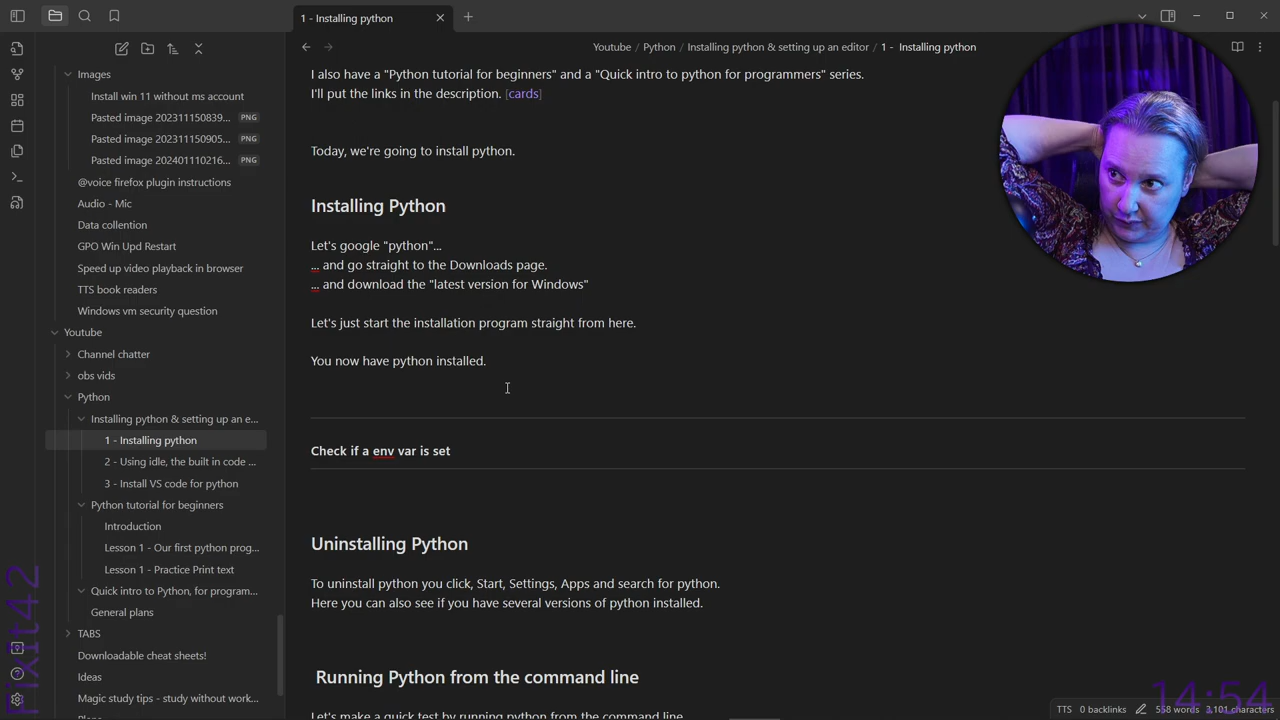 1 - Installing python
Youtube / Python / Installing python & setting up an editor / 1 - Installing python
Images
Install win 11 without ms account
Pasted image 202311150839... PNG
Pasted image 202311150905... PNG
Pasted image 202401110216... PNG
@voice firefox plugin instructions
Audio - Mic
Data collection
GPO Win Upd Restart
Speed up video playback in browser
TTS book readers
Windows vm security question
Youtube
Channel chatter
obs vids
Python
Installing python & setting up an e...
1 - Installing python
2 - Using idle, the built in code ...
3 - Install VS code for python
Python tutorial for beginners
Introduction
Lesson 1 - Our first python prog...
Lesson 1 - Practice Print text
Quick intro to Python, for program...
General plans
TABS
Downloadable cheat sheets!
Ideas
Magic study tips - study without work...
I also have a "Python tutorial for beginners" and a "Quick intro to python for programmers" series.
I'll put the links in the description. [cards]
Today, we're going to install python.
Installing Python
Let's google "python"...
... and go straight to the Downloads page.
... and download the "latest version for Windows"
Let's just start the installation program straight from here.
You now have python installed.
Check if a env var is set
Uninstalling Python
To uninstall python you click, Start, Settings, Apps and search for python.
Here you can also see if you have several versions of python installed.
Running Python from the command line
Let's make a quick test by running python from the command line
TTS 0 backlinks 558 words 3,101 characters
Fixit42
14:54